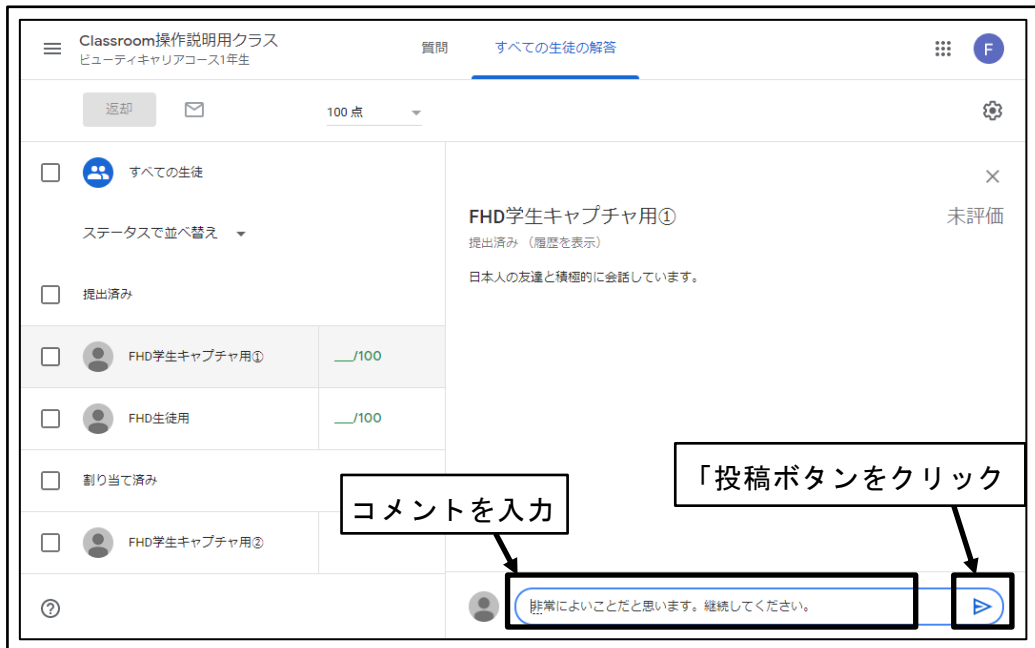 Classroom操作説明用クラス
ビューティキャリアコース1年生
質問
すべての生徒の解答
F
返却
100 点
すべての生徒
ステータスで並べ替え
提出済み
FHD学生キャプチャ用①
__/100
FHD生徒用
__/100
割り当て済み
FHD学生キャプチャ用②
FHD学生キャプチャ用①
未評価
提出済み （履歴を表示）
日本人の友達と積極的に会話しています。
コメントを入力
「投稿ボタンをクリック
非常によいことだと思います。継続してください。